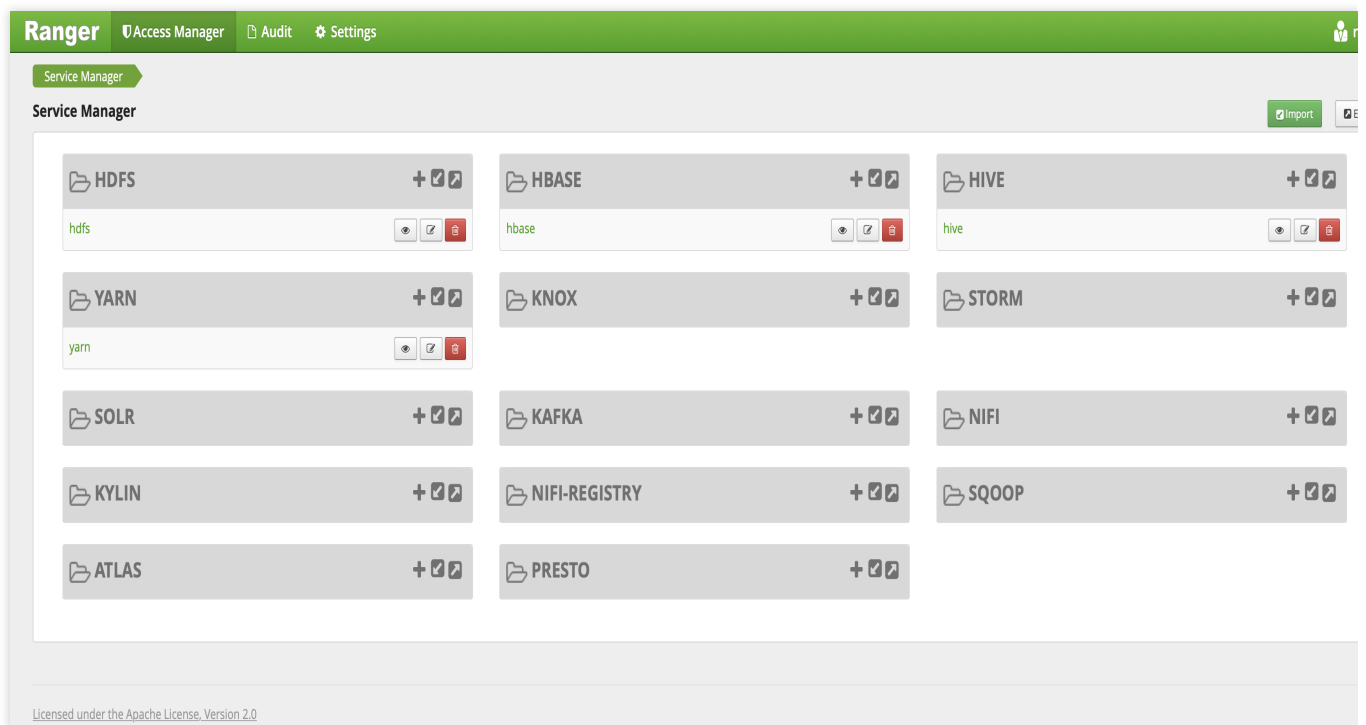 Ranger Access Manager Audit Settings
Service Manager
Service Manager
Import
HDFS HBASE HIVE
hdfs hbase hive
YARN KNOX STORM
yarn
SOLR KAFKA NIFI
KYLIN NIFI-REGISTRY SQOOP
ATLAS PRESTO
Licensed under the Apache License, Version 2.0